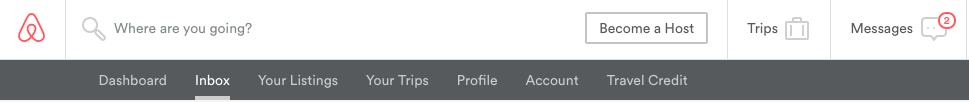 Where are you going? Become a Host Trips Messages 2
Dashboard Inbox Your Listings Your Trips Profile Account Travel Credit